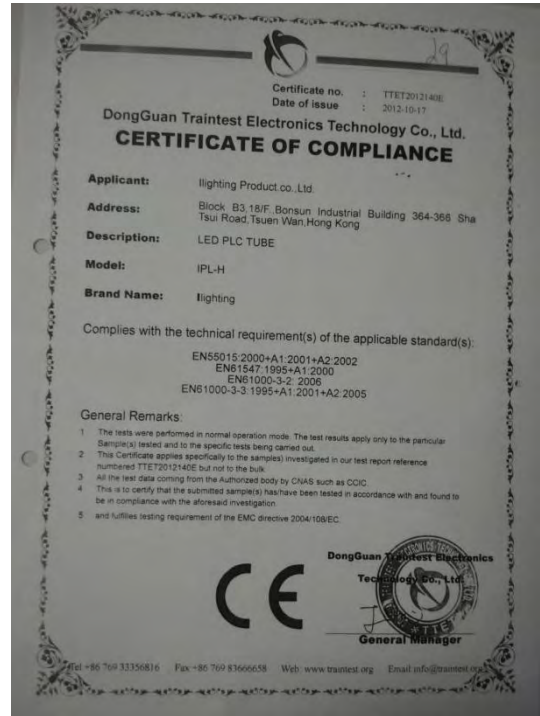 29
Certificate no. : TTET2012140E
Date of issue : 2012-10-17
DongGuan Traintest Electronics Technology Co., Ltd.
CERTIFICATE OF COMPLIANCE
Applicant: Ilighting Product.co.,Ltd.
Address: Block B3,18/F.,Bonsun Industrial Building 364-366 Sha
Tsui Road,Tsuen Wan,Hong Kong
Description: LED PLC TUBE
Model: IPL-H
Brand Name: Ilighting
Complies with the technical requirement(s) of the applicable standard(s):
EN55015:2000+A1:2001+A2:2002
EN61547:1995+A1:2000
EN61000-3-2: 2006
EN61000-3-3:1995+A1:2001+A2:2005
General Remarks:
1 The tests were performed in normal operation mode. The test results apply only to the particular
Sample(s) tested and to the specific tests being carried out.
2 This Certificate applies specifically to the samples) investigated in our test report reference
numbered TTET2012140E but not to the bulk.
3 All the test data coming from the Authorized body by CNAS such as CCIC.
4 This is to certify that the submitted sample(s) has/have been tested in accordance with and found to
be in compliance with the aforesaid investigation.
5 and fulfilles testing requirement of the EMC directive 2004/108/EC.
DongGuan Traintest Electronics
Technology Co., Ltd
CE
TTET
General Manager
Tel +86 769 33356816 Fax +86 769 83666658 Web: www.traintest.org Email info@traintest.org